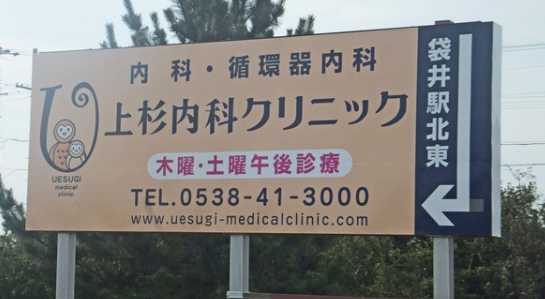 内科・循環器内科
上杉内科クリニック
木曜・土曜午後診療
TEL.0538-41-3000
www.uesugi-medicalclinic.com
UESUGI
medical
clinic
袋井駅北東